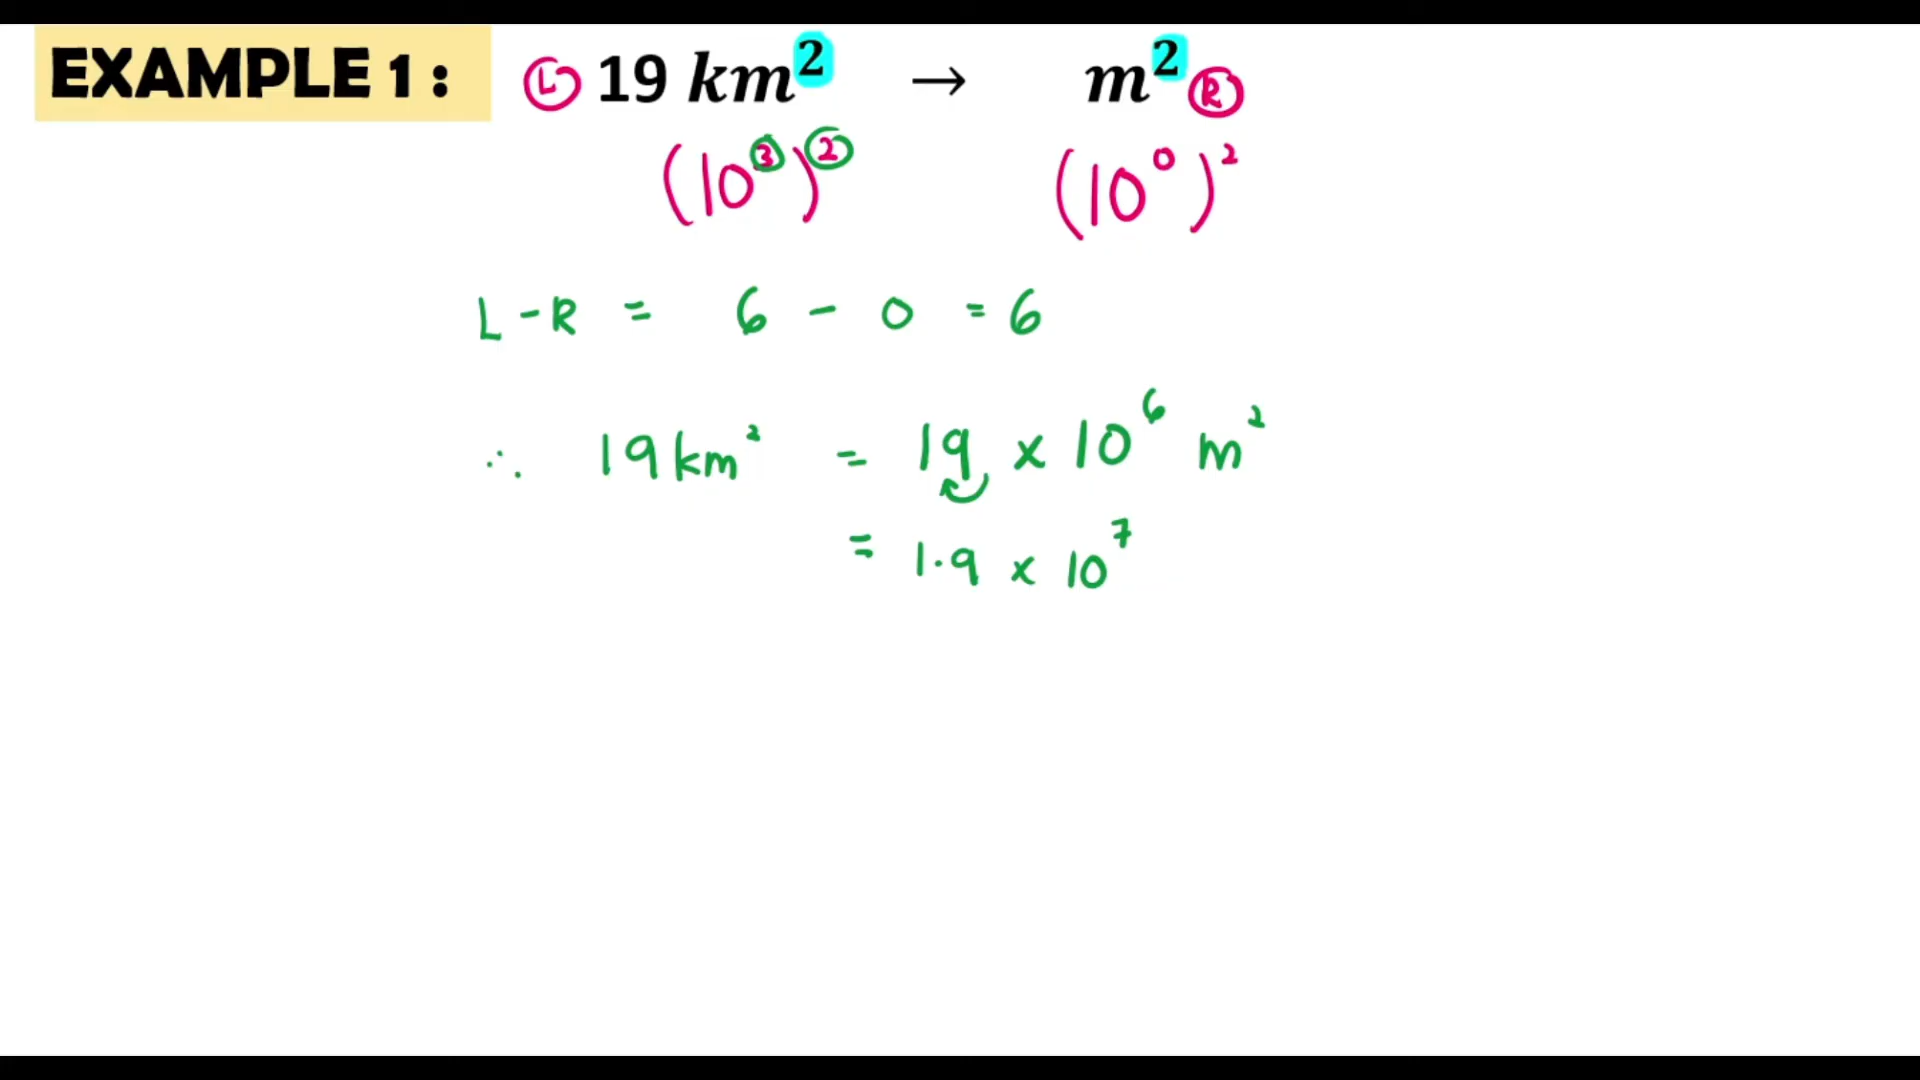 EXAMPLE 1 : Ⓛ 19 km² → m² Ⓡ
(10³)² (10⁰)²
L - R = 6 - 0 = 6
∴ 19 km² = 19 x 10⁶ m²
= 1.9 x 10⁷